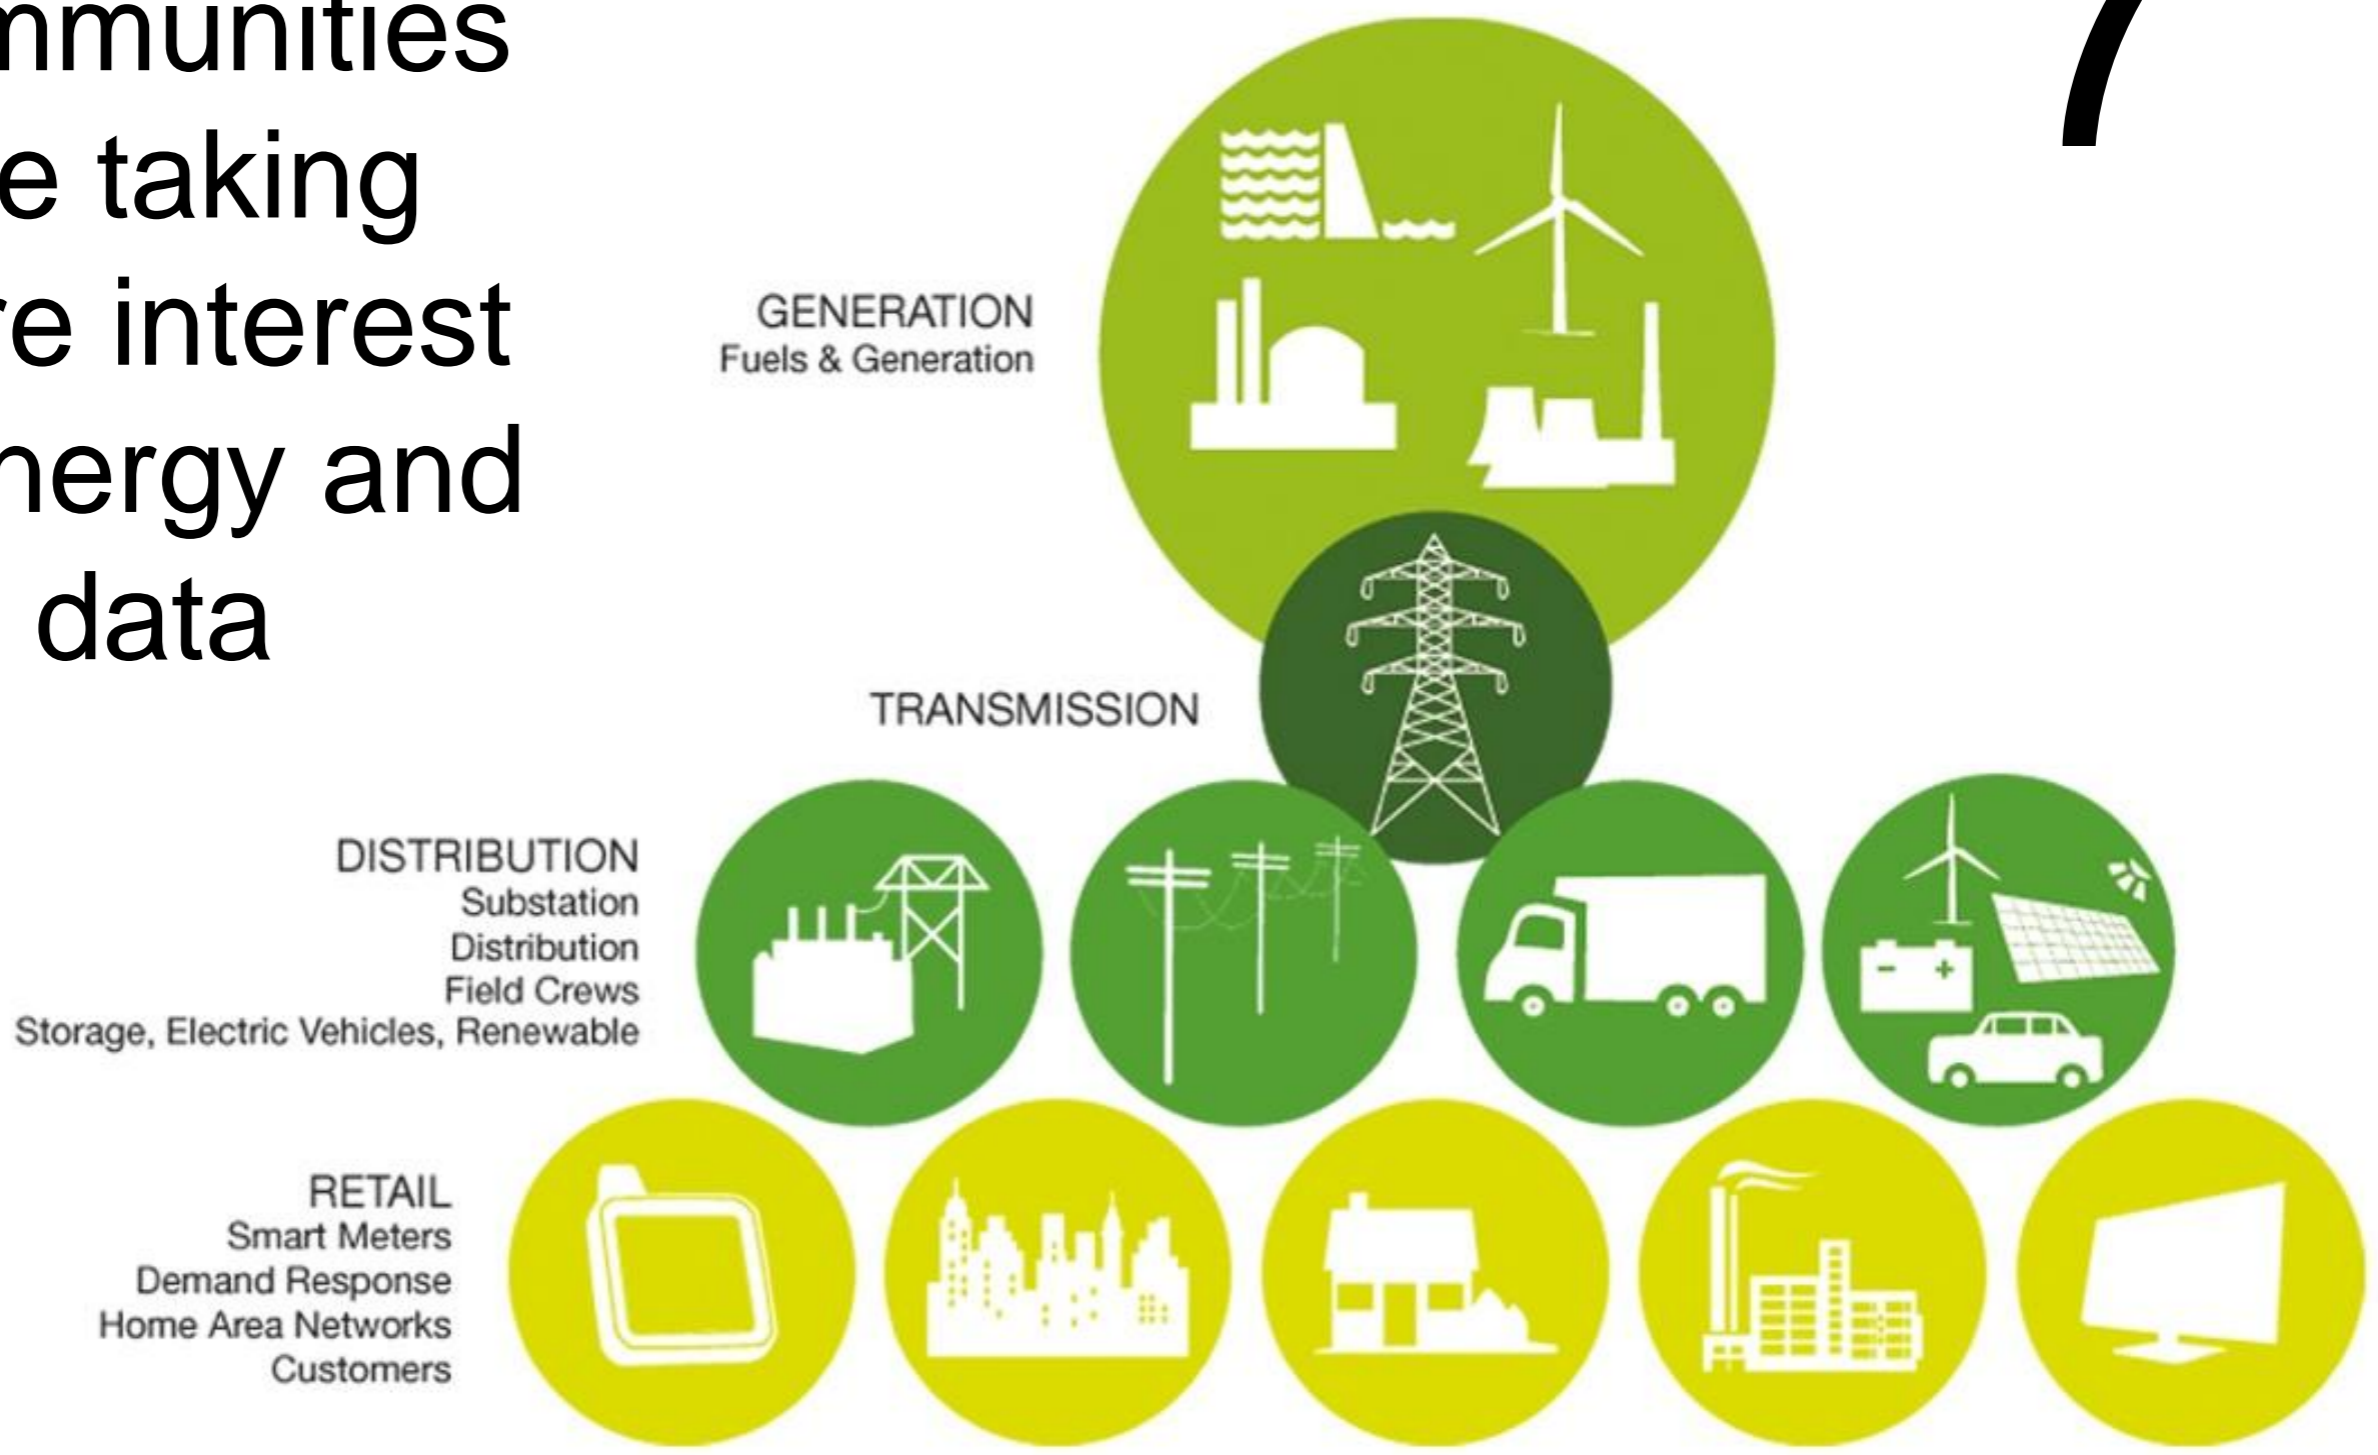 mmunities
e taking
re interest
nergy and
data
7
GENERATION
Fuels & Generation
TRANSMISSION
DISTRIBUTION
Substation
Distribution
Field Crews
Storage, Electric Vehicles, Renewable
RETAIL
Smart Meters
Demand Response
Home Area Networks
Customers